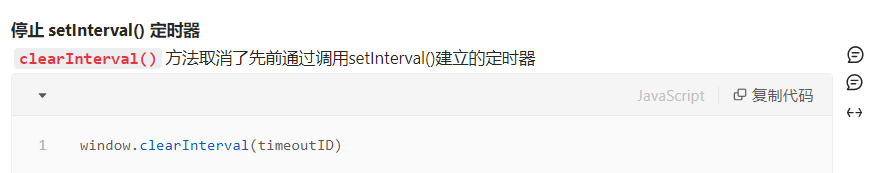 停止 setInterval() 定时器
clearInterval() 方法取消了先前通过调用setInterval()建立的定时器
JavaScript 复制代码
1 window.clearInterval(timeoutID)